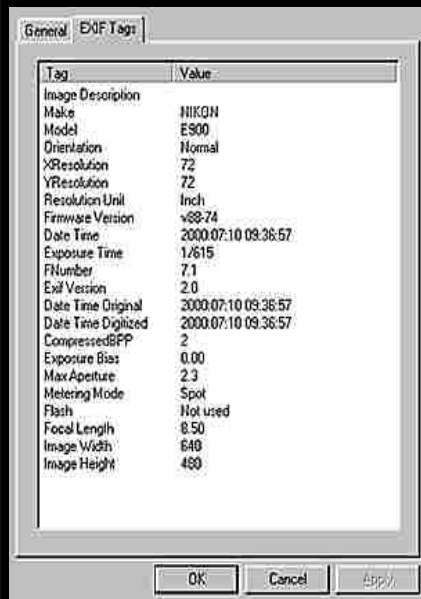 General EXIF Tags
Tag Value
Image Description
Make NIKON
Model E900
Orientation Normal
XResolution 72
YResolution 72
Resolution Unit Inch
Firmware Version v88-74
Date Time 2000:07:10 09:36:57
Exposure Time 1/615
FNumber 7.1
Exif Version 2.0
Date Time Original 2000:07:10 09:36:57
Date Time Digitized 2000:07:10 09:36:57
CompressedBPP 2
Exposure Bias 0.00
Max Aperture 2.3
Metering Mode Spot
Flash Not used
Focal Length 8.50
Image Width 640
Image Height 480
OK Cancel Apply